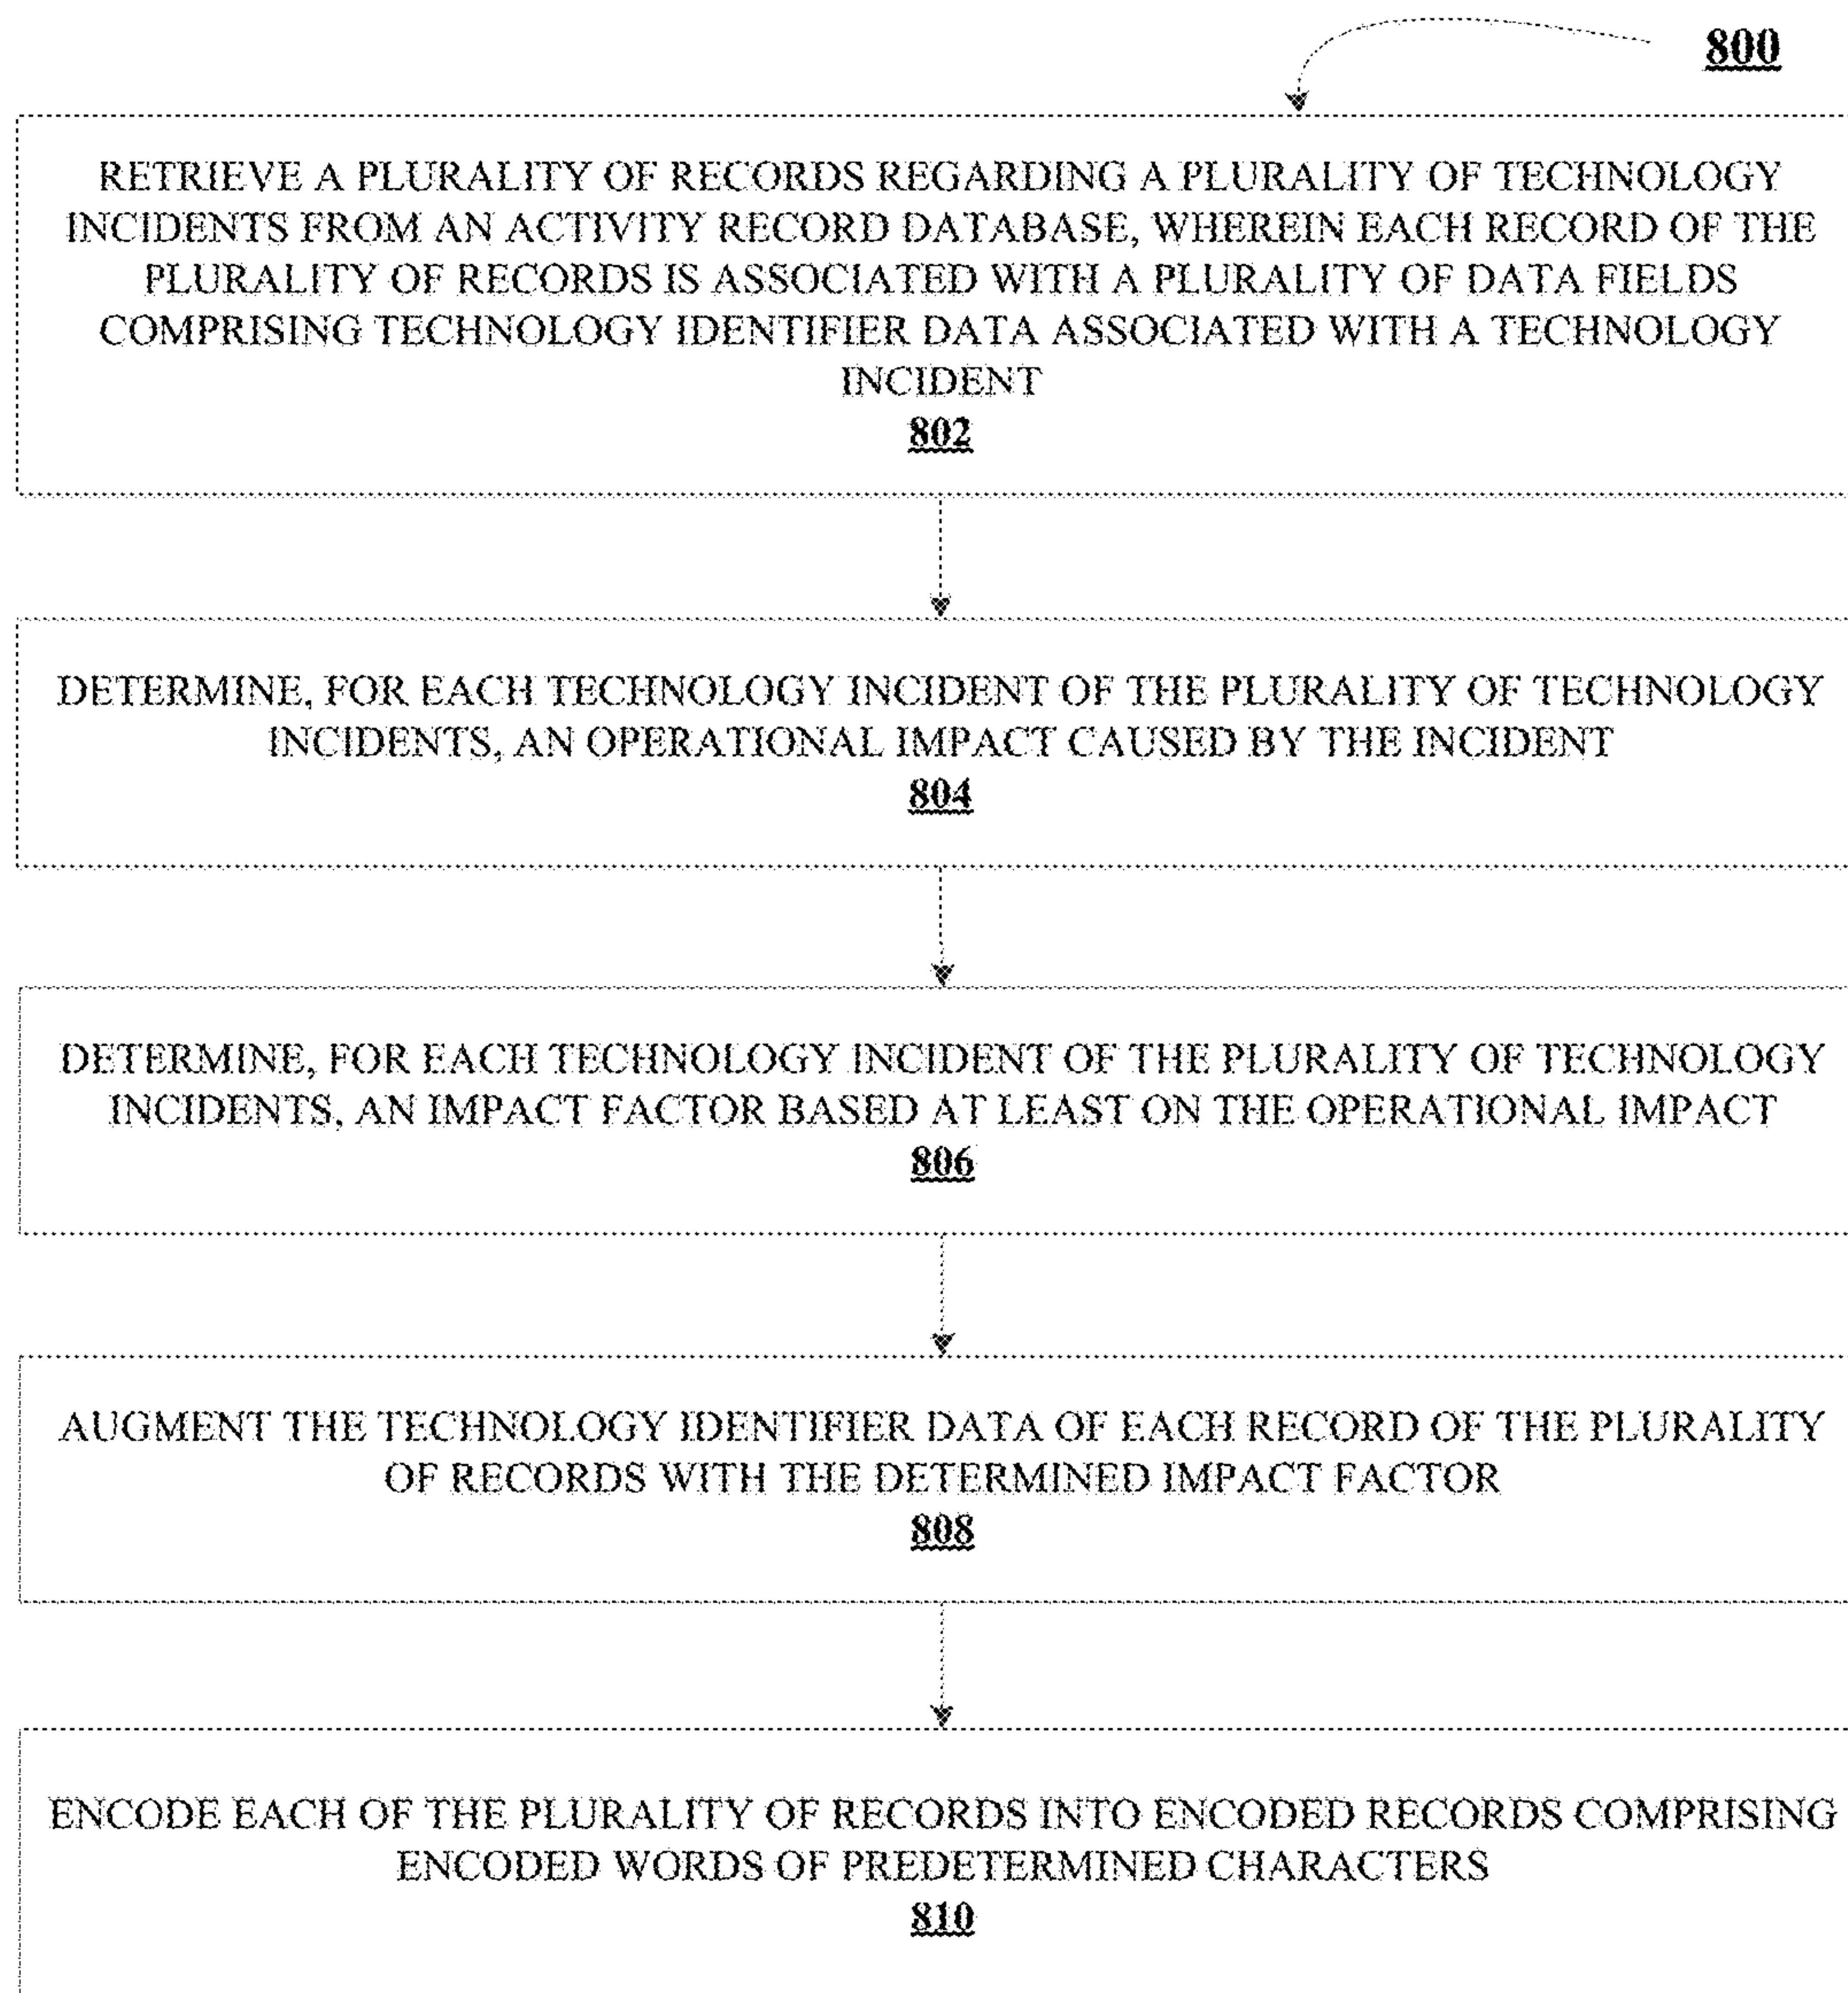 800
RETRIEVE A PLURALITY OF RECORDS REGARDING A PLURALITY OF TECHNOLOGY
INCIDENTS FROM AN ACTIVITY RECORD DATABASE, WHEREIN EACH RECORD OF THE
PLURALITY OF RECORDS IS ASSOCIATED WITH A PLURALITY OF DATA FIELDS
COMPRISING TECHNOLOGY IDENTIFIER DATA ASSOCIATED WITH A TECHNOLOGY
INCIDENT
802
DETERMINE, FOR EACH TECHNOLOGY INCIDENT OF THE PLURALITY OF TECHNOLOGY
INCIDENTS, AN OPERATIONAL IMPACT CAUSED BY THE INCIDENT
804
DETERMINE, FOR EACH TECHNOLOGY INCIDENT OF THE PLURALITY OF TECHNOLOGY
INCIDENTS, AN IMPACT FACTOR BASED AT LEAST ON THE OPERATIONAL IMPACT
806
AUGMENT THE TECHNOLOGY IDENTIFIER DATA OF EACH RECORD OF THE PLURALITY
OF RECORDS WITH THE DETERMINED IMPACT FACTOR
808
ENCODE EACH OF THE PLURALITY OF RECORDS INTO ENCODED RECORDS COMPRISING
ENCODED WORDS OF PREDETERMINED CHARACTERS
810